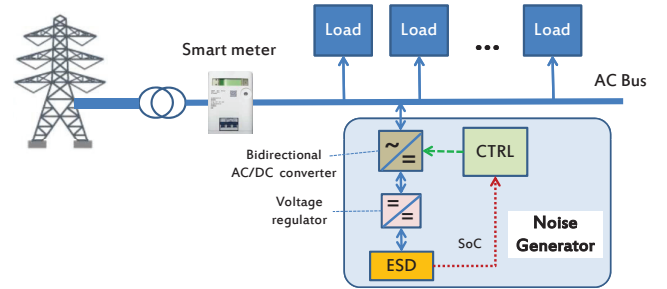 Load
Load
...
Load
Smart meter
AC Bus
Bidirectional
AC/DC converter
CTRL
Voltage
regulator
Noise
Generator
SoC
ESD